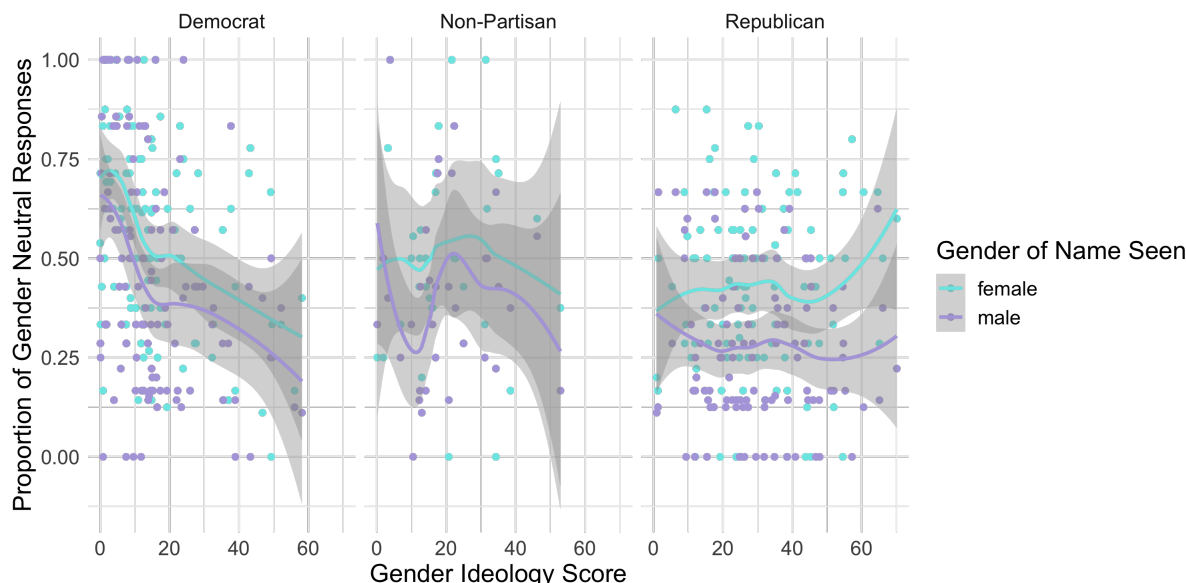 Democrat Non-Partisan Republican
Proportion of Gender Neutral Responses
1.00
0.75
0.50
0.25
0.00
0 20 40 60 0 20 40 60 0 20 40 60
Gender Ideology Score
Gender of Name Seen
female
male